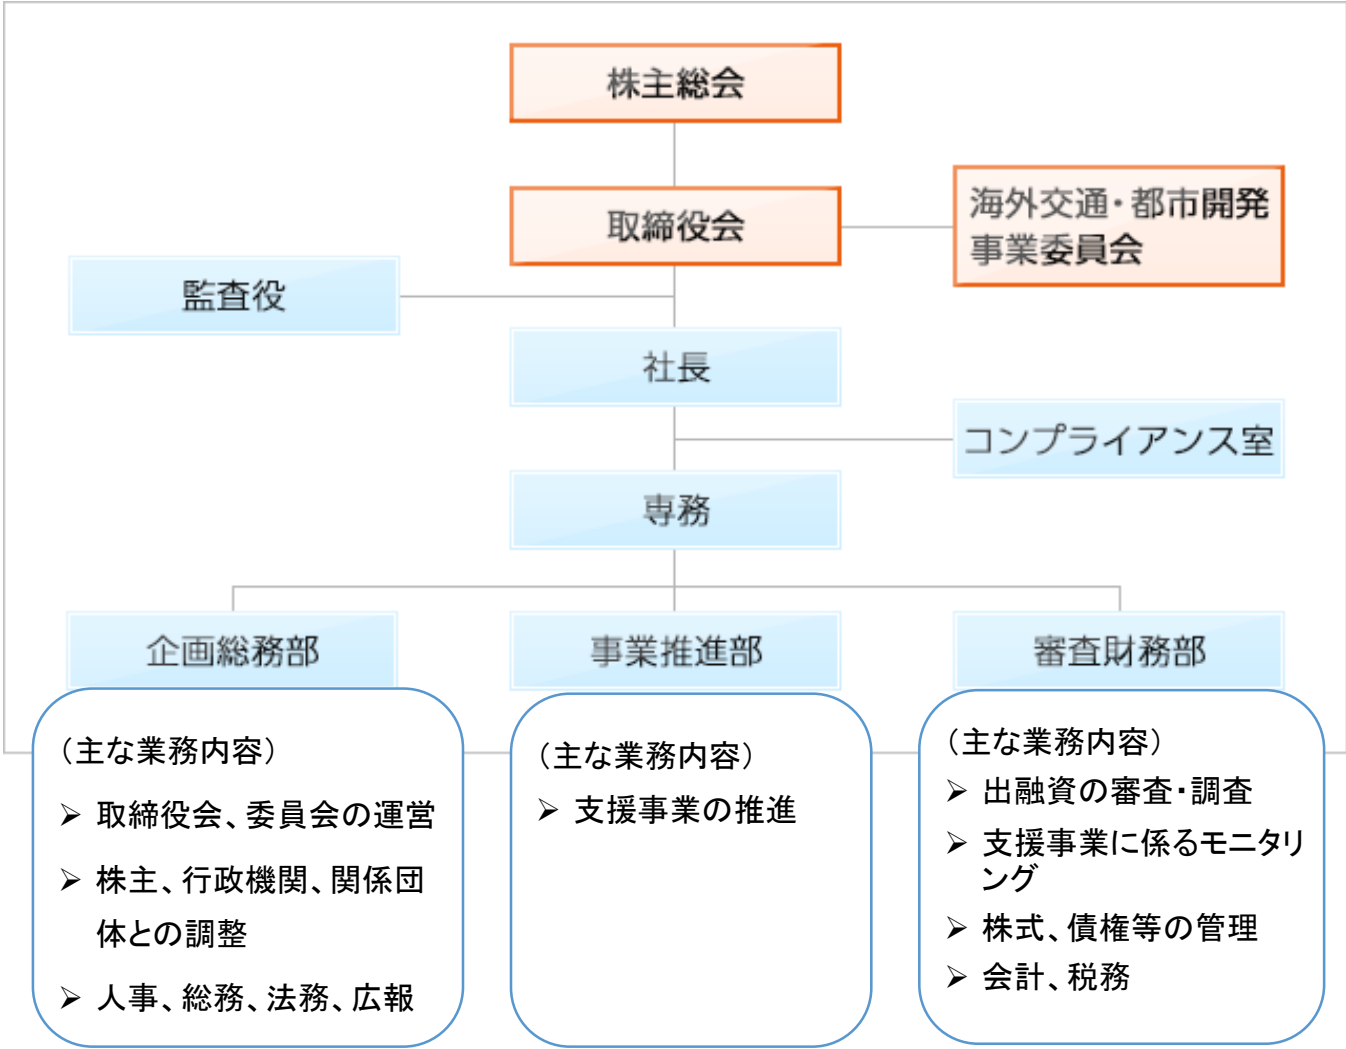 株主総会
取締役会
海外交通・都市開発
事業委員会
監査役
社長
コンプライアンス室
専務
企画総務部
事業推進部
審査財務部
（主な業務内容）
➢ 取締役会、委員会の運営
➢ 株主、行政機関、関係団
体との調整
➢ 人事、総務、法務、広報
（主な業務内容）
➢ 支援事業の推進
（主な業務内容）
➢ 出融資の審査・調査
➢ 支援事業に係るモニタリ
ング
➢ 株式、債権等の管理
➢ 会計、税務